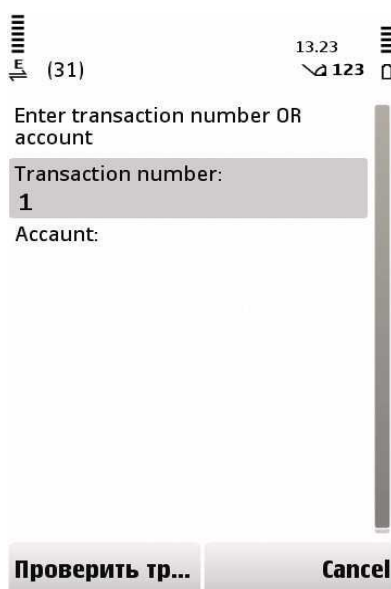 13.23
E (31) 123
Enter transaction number OR
account
Transaction number:
1
Accaunt:
Проверить тр... Cancel